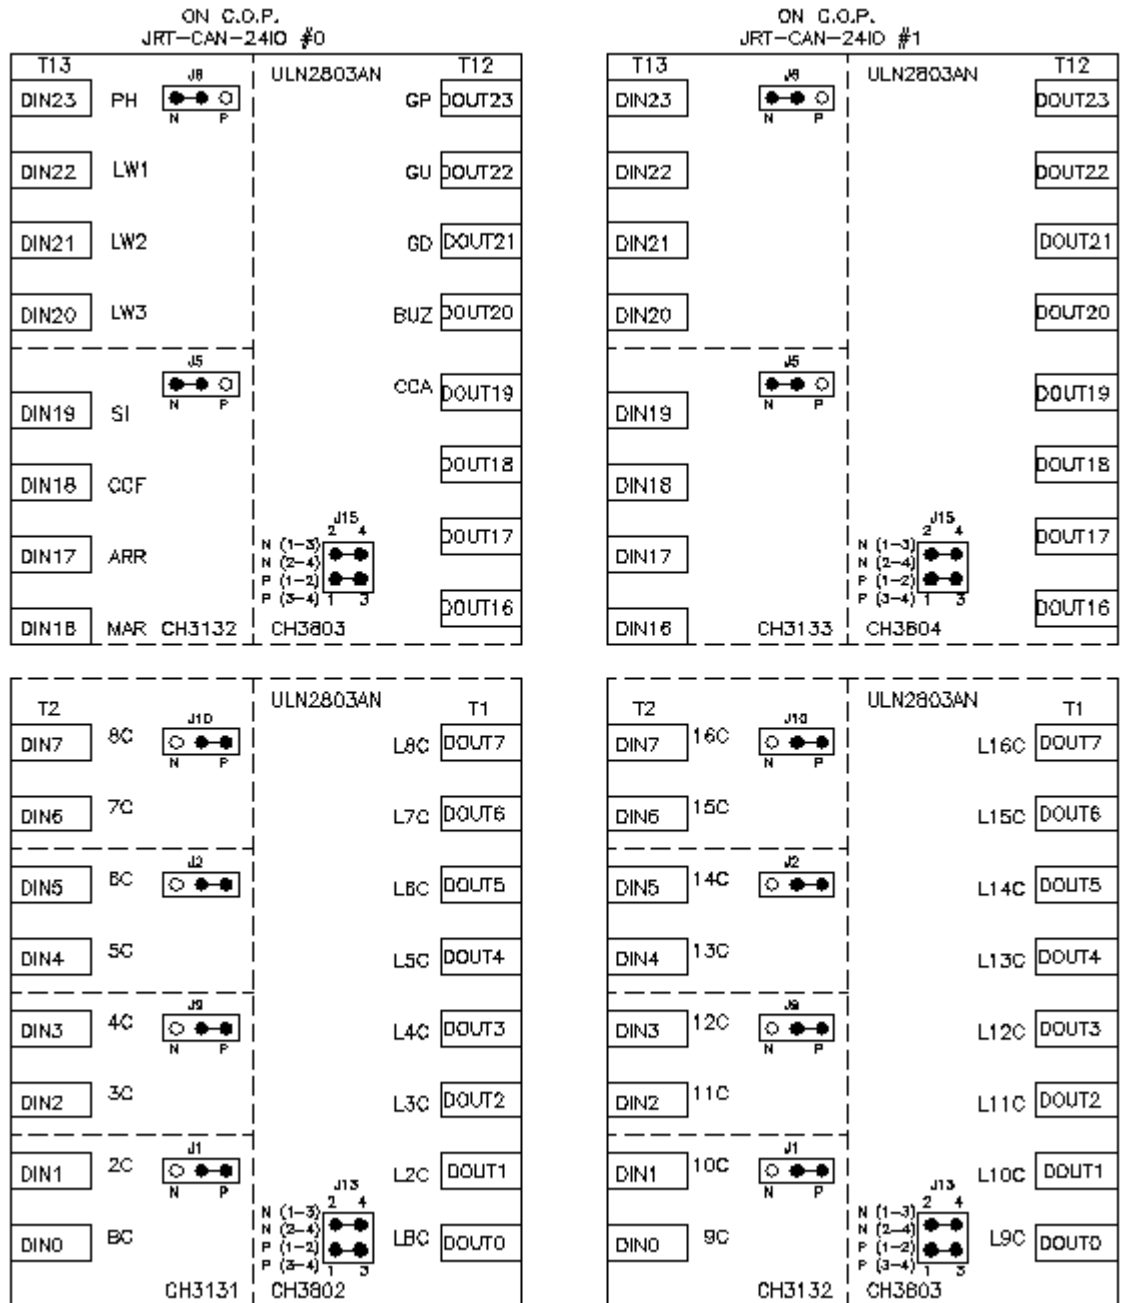 ON C.O.P.
JRT-CAN-24IO #0
T13 J6 ULN2803AN T12
DIN23 PH N P GP DOUT23
DIN22 LW1 GU DOUT22
DIN21 LW2 GD DOUT21
DIN20 LW3 BUZ DOUT20
J5
N P CCA DOUT19
DIN19 SI
DOUT18
DIN18 CCF
J15
2 4
N (1-3) DOUT17
DIN17 ARR N (2-4)
P (1-2)
P (3-4) 1 3 DOUT16
DIN16 MAR CH3132 CH3803
T2 J10 ULN2803AN T1
DIN7 8C N P L8C DOUT7
DIN6 7C L7C DOUT6
J2
DIN5 6C L6C DOUT5
DIN4 5C L5C DOUT4
J9
DIN3 4C N P L4C DOUT3
DIN2 3C L3C DOUT2
J1
DIN1 2C N P L2C DOUT1
J13
2 4
N (1-3)
N (2-4)
DIN0 BC P (1-2) LBC DOUT0
P (3-4) 1 3
CH3131 CH3802
ON C.O.P.
JRT-CAN-24IO #1
T13 J6 ULN2803AN T12
DIN23 N P DOUT23
DIN22 DOUT22
DIN21 DOUT21
DIN20 DOUT20
J5
N P DOUT19
DIN19
DOUT18
DIN18
J15
2 4
N (1-3) DOUT17
DIN17 N (2-4)
P (1-2)
P (3-4) 1 3 DOUT16
DIN16 CH3133 CH3804
T2 J10 ULN2803AN T1
DIN7 16C N P L16C DOUT7
DIN6 15C L15C DOUT6
J2
DIN5 14C L14C DOUT5
DIN4 13C L13C DOUT4
J9
DIN3 12C N P L12C DOUT3
DIN2 11C L11C DOUT2
J1
DIN1 10C N P L10C DOUT1
J13
2 4
N (1-3)
N (2-4)
DIN0 9C P (1-2) L9C DOUT0
P (3-4) 1 3
CH3132 CH3803